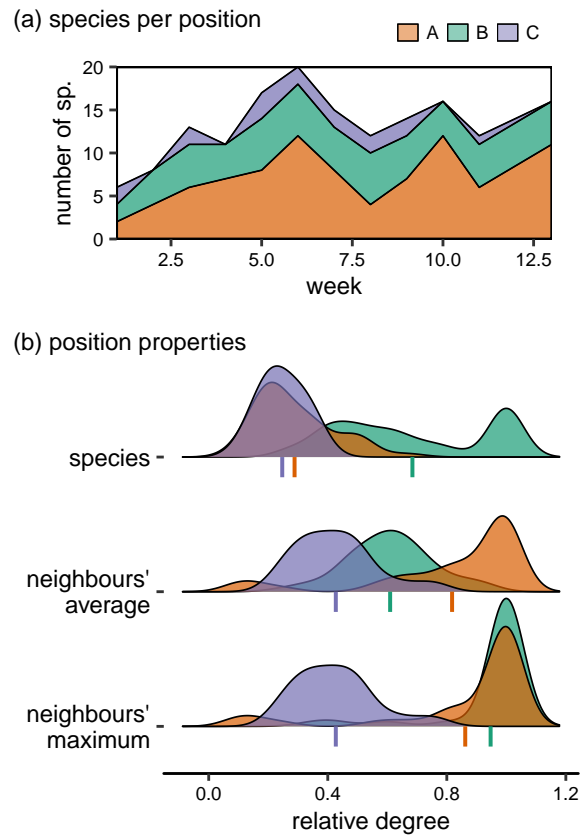 (a) species per position
A B C
number of sp.
20
15
10
5
0
2.5 5.0 7.5 10.0 12.5
week
(b) position properties
species
neighbours'
average
neighbours'
maximum
0.0 0.4 0.8 1.2
relative degree